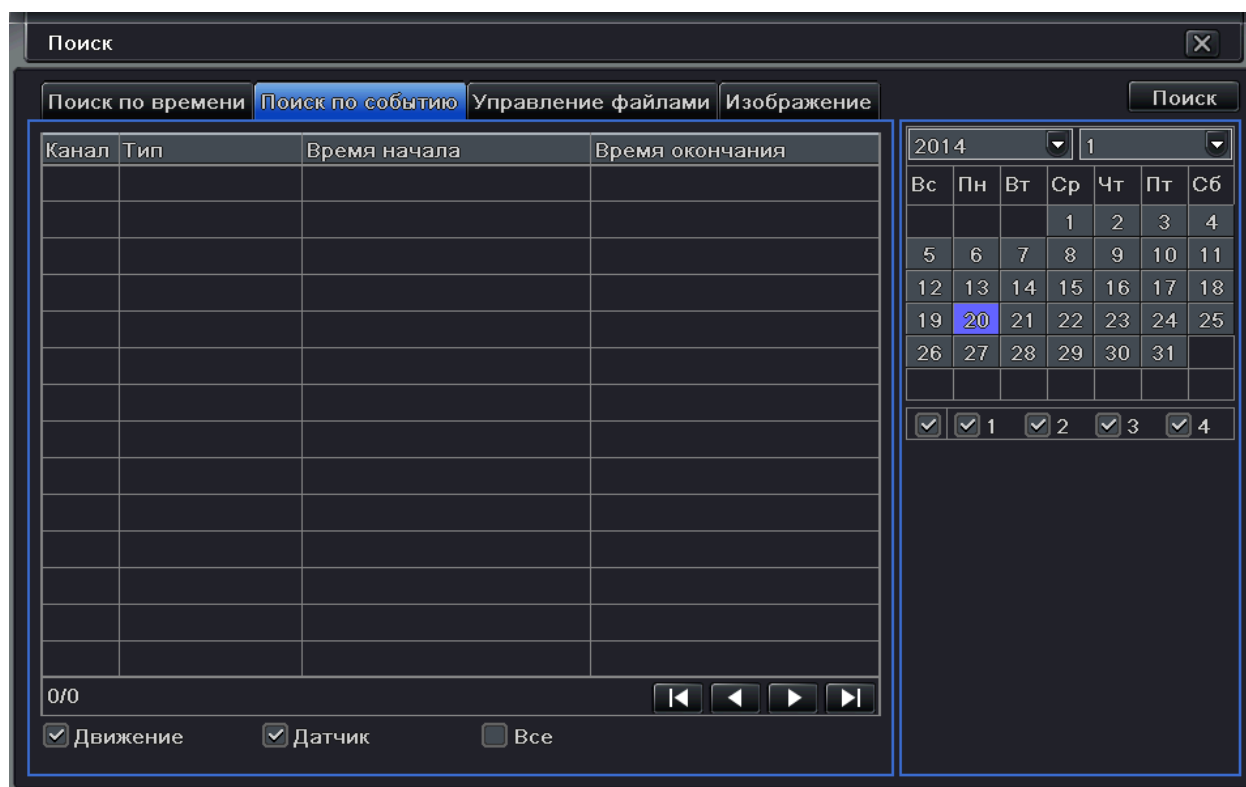 Поиск
Поиск по времени Поиск по событию Управление файлами Изображение Поиск
Канал Тип Время начала Время окончания
2014 1
Вс Пн Вт Ср Чт Пт Сб
1 2 3 4
5 6 7 8 9 10 11
12 13 14 15 16 17 18
19 20 21 22 23 24 25
26 27 28 29 30 31
1 2 3 4
0/0
Движение Датчик Все